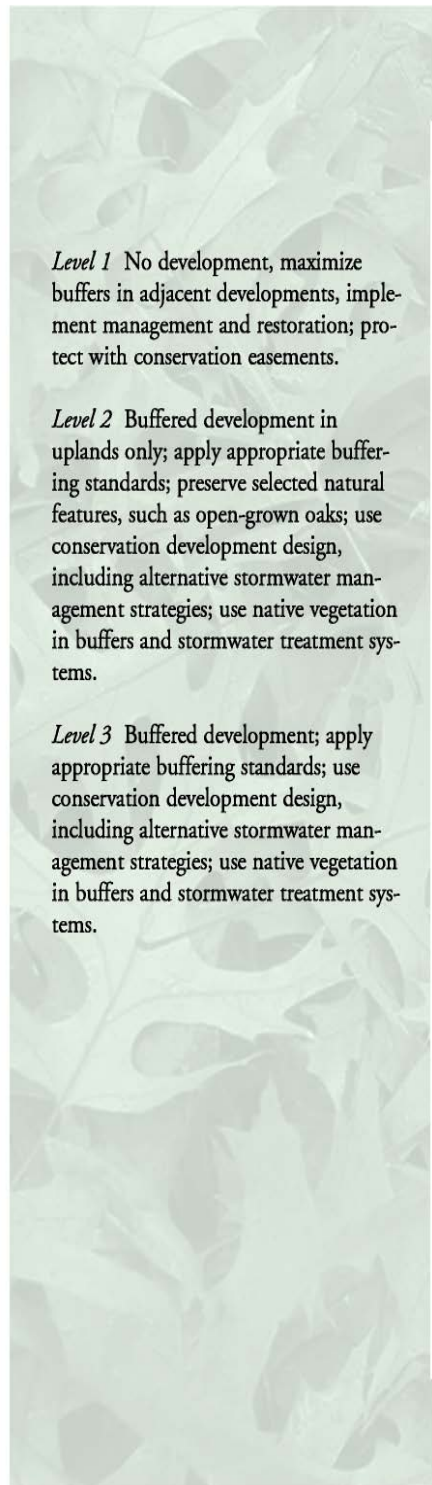 Level 1 No development, maximize
buffers in adjacent developments, imple-
ment management and restoration; pro-
tect with conservation easements.
Level 2 Buffered development in
uplands only; apply appropriate buffer-
ing standards; preserve selected natural
features, such as open-grown oaks; use
conservation development design,
including alternative stormwater man-
agement strategies; use native vegetation
in buffers and stormwater treatment sys-
tems.
Level 3 Buffered development; apply
appropriate buffering standards; use
conservation development design,
including alternative stormwater man-
agement strategies; use native vegetation
in buffers and stormwater treatment sys-
tems.